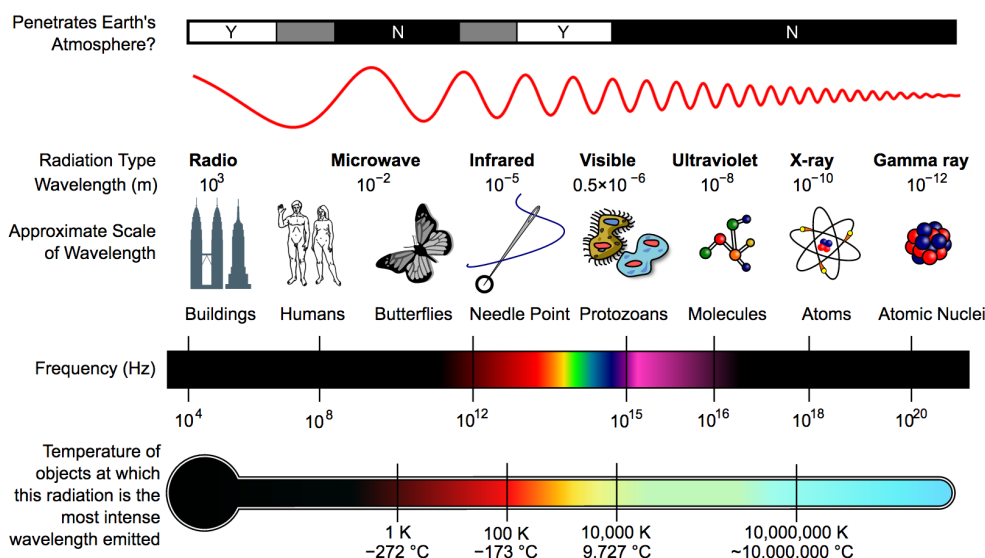 Penetrates Earth's
Atmosphere?
Y N Y N
Radiation Type
Radio Microwave Infrared Visible Ultraviolet X-ray Gamma ray
Wavelength (m)
10³ 10⁻² 10⁻⁵ 0.5×10⁻⁶ 10⁻⁸ 10⁻¹⁰ 10⁻¹²
Approximate Scale
of Wavelength
Buildings Humans Butterflies Needle Point Protozoans Molecules Atoms Atomic Nuclei
Frequency (Hz)
10⁴ 10⁸ 10¹² 10¹⁵ 10¹⁶ 10¹⁸ 10²⁰
Temperature of
objects at which
this radiation is the
most intense
wavelength emitted
1 K 100 K 10,000 K 10,000,000 K
−272 °C −173 °C 9,727 °C ~10,000,000 °C